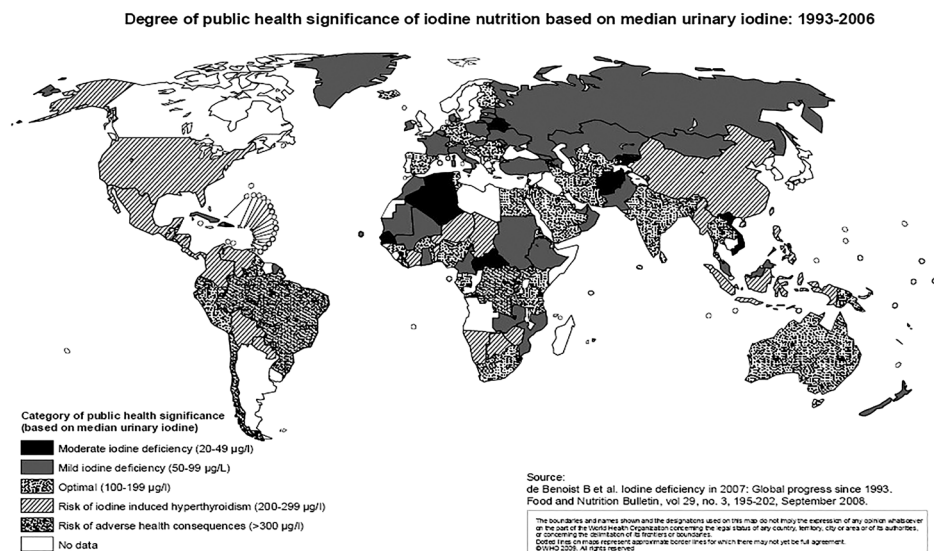 Degree of public health significance of iodine nutrition based on median urinary iodine: 1993-2006
Category of public health significance
(based on median urinary iodine)
Moderate iodine deficiency (20-49 µg/l)
Mild iodine deficiency (50-99 µg/L)
Optimal (100-199 µg/l)
Risk of iodine induced hyperthyroidism (200-299 µg/l)
Risk of adverse health consequences (>300 µg/l)
No data
Source:
de Benoist B et al. Iodine deficiency in 2007: Global progress since 1993.
Food and Nutrition Bulletin, vol 29, no. 3, 195-202, September 2008.
The boundaries and names shown and the designations used on this map do not imply the expression of any opinion whatsoever
on the part of the World Health Organization concerning the legal status of any country, territory, city or area or of its authorities,
or concerning the delimitation of its frontiers or boundaries.
Dotted lines on maps represent approximate border lines for which there may not yet be full agreement.
©WHO 2009. All rights reserved